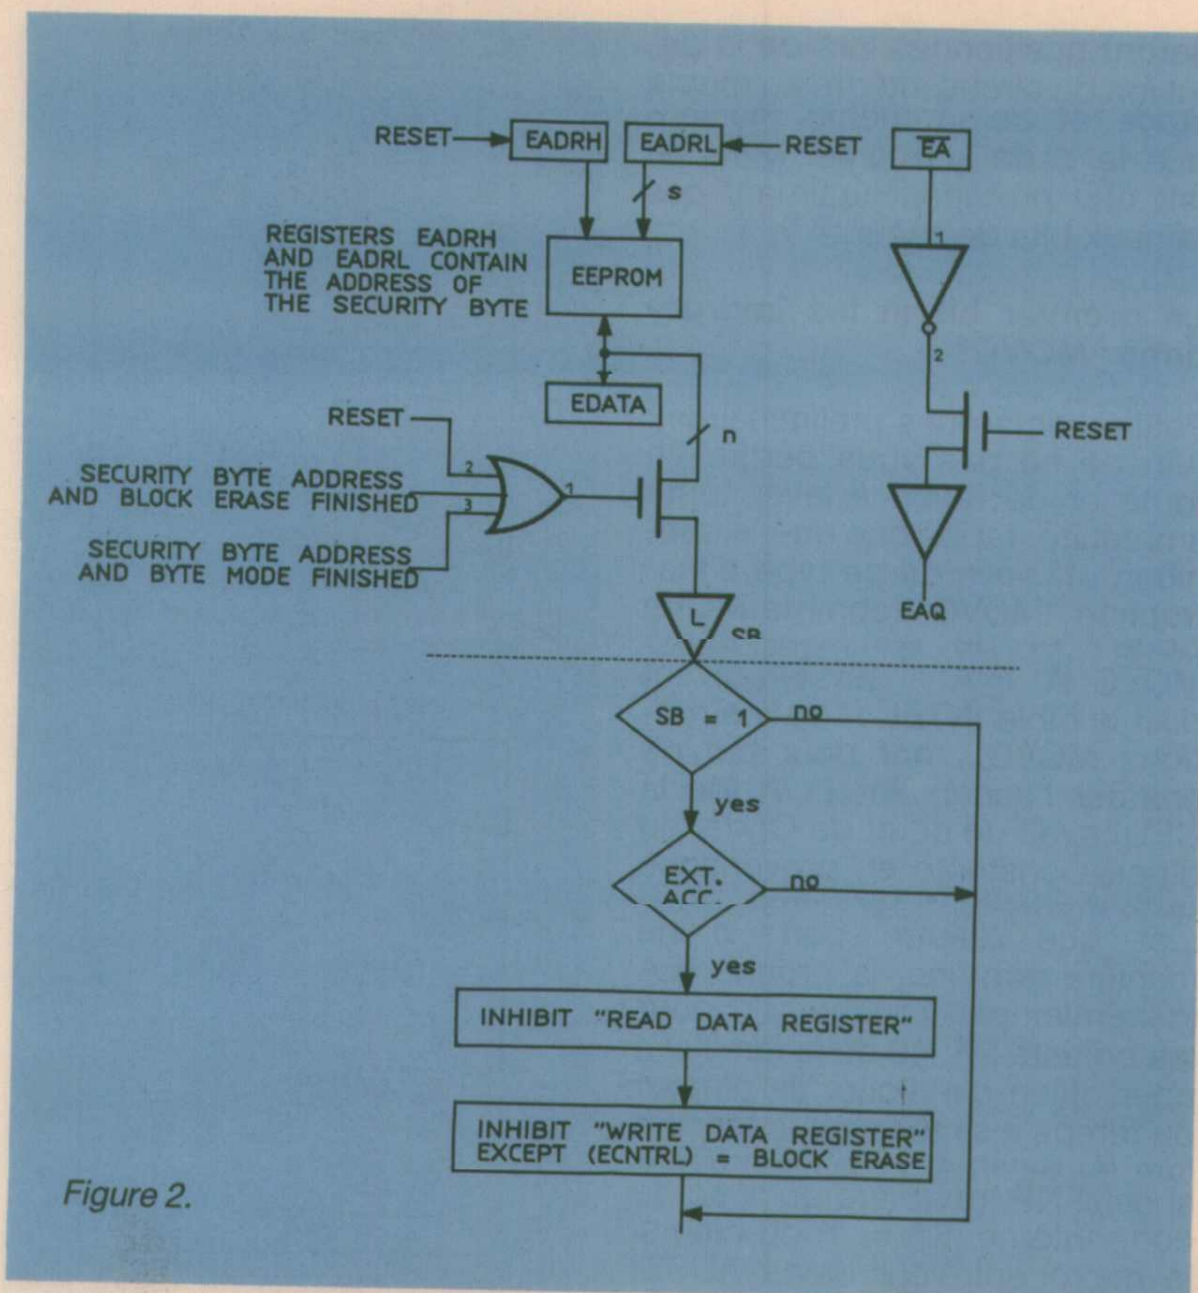 RESET
EADRH
EADRL
RESET
EA
s
1
REGISTERS EADRH
AND EADRL CONTAIN
THE ADDRESS OF
THE SECURITY BYTE
EEPROM
2
EDATA
n
RESET
RESET
2
SECURITY BYTE ADDRESS
AND BLOCK ERASE FINISHED
1
3
SECURITY BYTE ADDRESS
AND BYTE MODE FINISHED
EAQ
L
SB
SB = 1
no
yes
EXT.
ACC.
no
yes
INHIBIT "READ DATA REGISTER"
INHIBIT "WRITE DATA REGISTER"
EXCEPT (ECNTRL) = BLOCK ERASE
Figure 2.